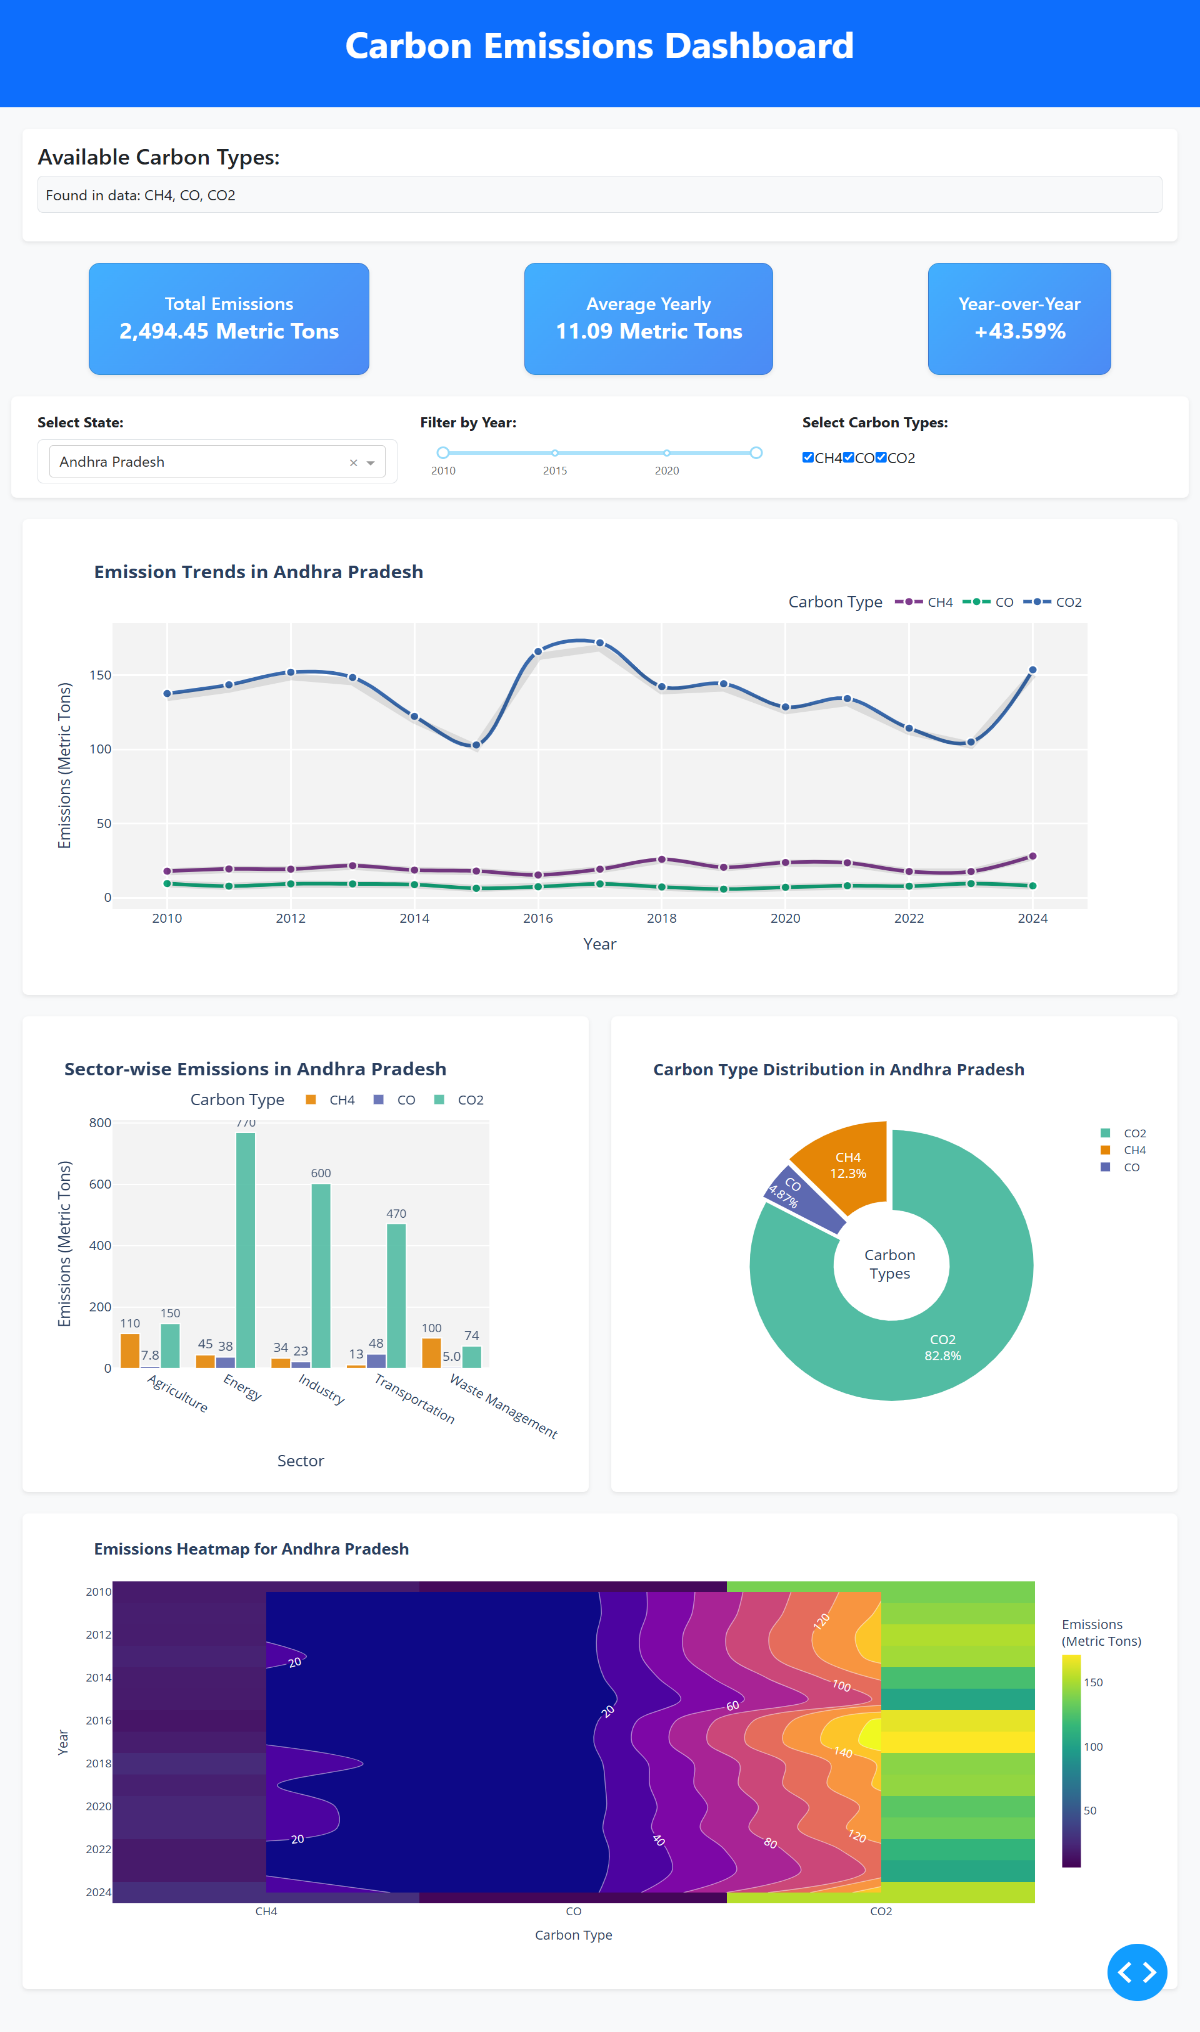 Carbon Emissions Dashboard
Available Carbon Types:
Found in data: CH4, CO, CO2
Total Emissions
2,494.45 Metric Tons
Average Yearly
11.09 Metric Tons
Year-over-Year
+43.59%
Select State:
Andhra Pradesh
Filter by Year:
2010 2015 2020
Select Carbon Types:
CH4 CO CO2
Emission Trends in Andhra Pradesh
Carbon Type CH4 CO CO2
Emissions (Metric Tons)
150
100
50
0
2010 2012 2014 2016 2018 2020 2022 2024
Year
Sector-wise Emissions in Andhra Pradesh
Carbon Type CH4 CO CO2
Emissions (Metric Tons)
800
600
400
200
0
110 7.8 150
45 38 770
34 23 600
13 48 470
100 5.0 74
Agriculture
Energy
Industry
Transportation
Waste Management
Sector
Carbon Type Distribution in Andhra Pradesh
CO2
CH4
CO
CH4
12.3%
CO
4.87%
Carbon
Types
CO2
82.8%
Emissions Heatmap for Andhra Pradesh
Year
2010
2012
2014
2016
2018
2020
2022
2024
120
20
100
20
60
140
20
40
80
120
CH4 CO CO2
Carbon Type
Emissions
(Metric Tons)
150
100
50